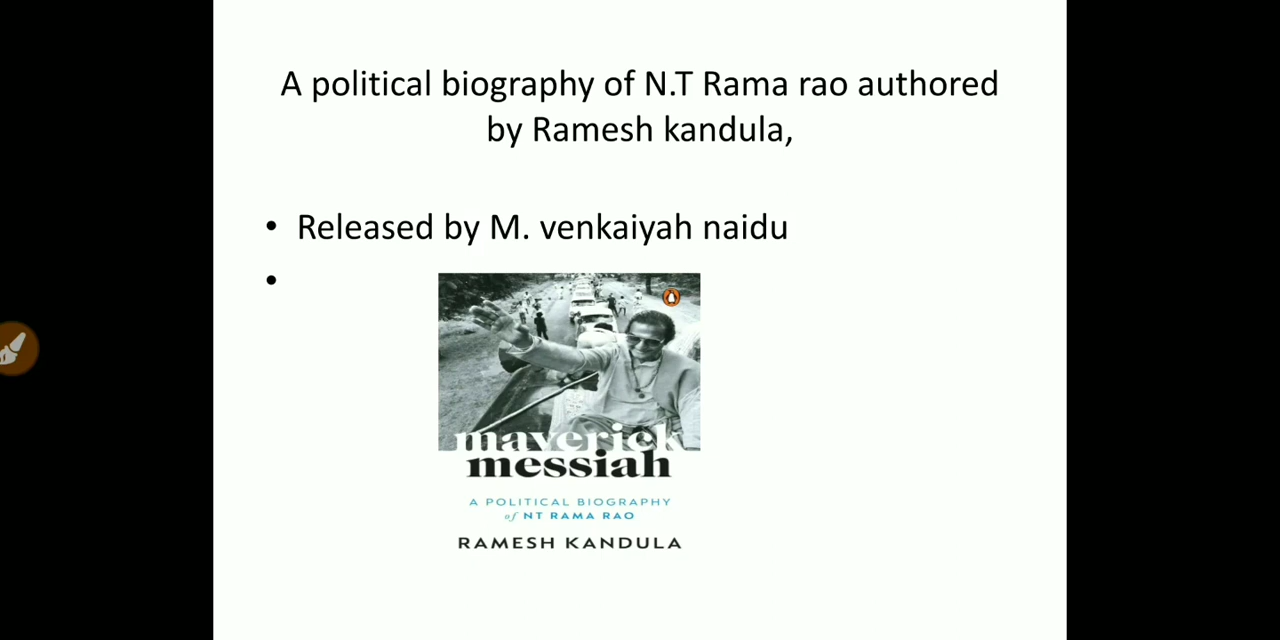 A political biography of N.T Rama rao authored
by Ramesh kandula,
• Released by M. venkaiyah naidu
•
maverick
messiah
A POLITICAL BIOGRAPHY
of NT RAMA RAO
RAMESH KANDULA